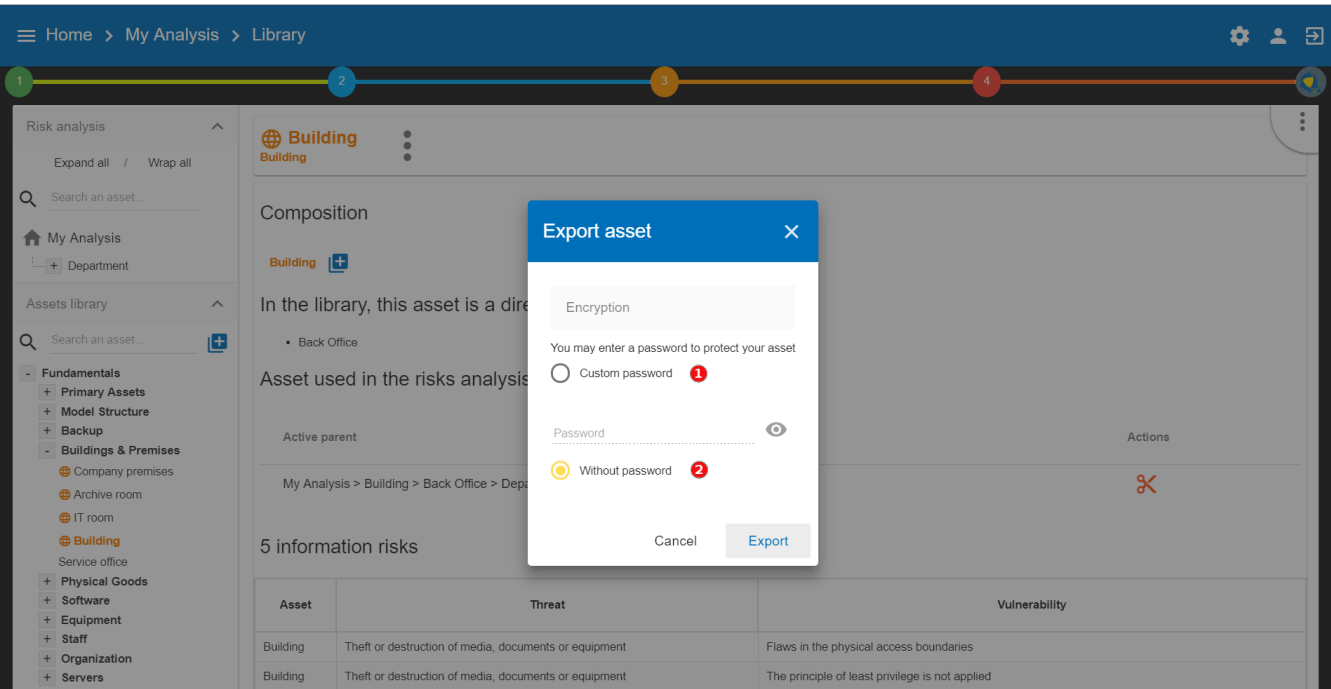 Home > My Analysis > Library
1 2 3 4
Risk analysis
Expand all / Wrap all
Search an asset...
My Analysis
+ Department
Assets library
Search an asset...
- Fundamentals
+ Primary Assets
+ Model Structure
+ Backup
- Buildings & Premises
Company premises
Archive room
IT room
Building
Service office
+ Physical Goods
+ Software
+ Equipment
+ Staff
+ Organization
+ Servers
Building
Building
Composition
Building
In the library, this asset is a dire
• Back Office
Asset used in the risks analysis
Active parent
Actions
My Analysis > Building > Back Office > Depa
5 information risks
Asset Threat Vulnerability
Building Theft or destruction of media, documents or equipment Flaws in the physical access boundaries
Building Theft or destruction of media, documents or equipment The principle of least privilege is not applied
Export asset
Encryption
You may enter a password to protect your asset
Custom password 1
Password
Without password 2
Cancel Export